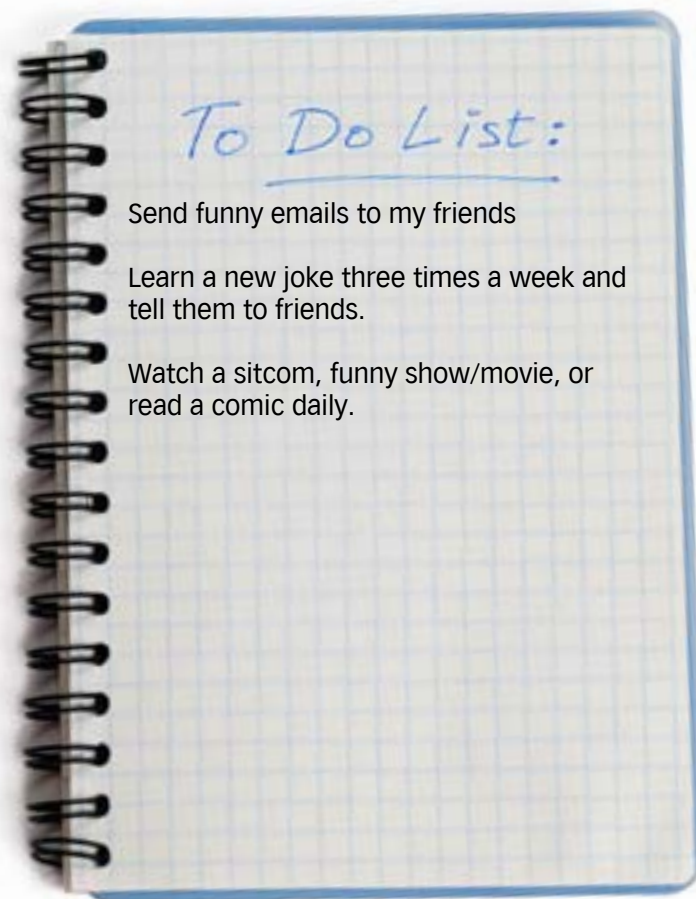 To Do List:
Send funny emails to my friends
Learn a new joke three times a week and
tell them to friends.
Watch a sitcom, funny show/movie, or
read a comic daily.